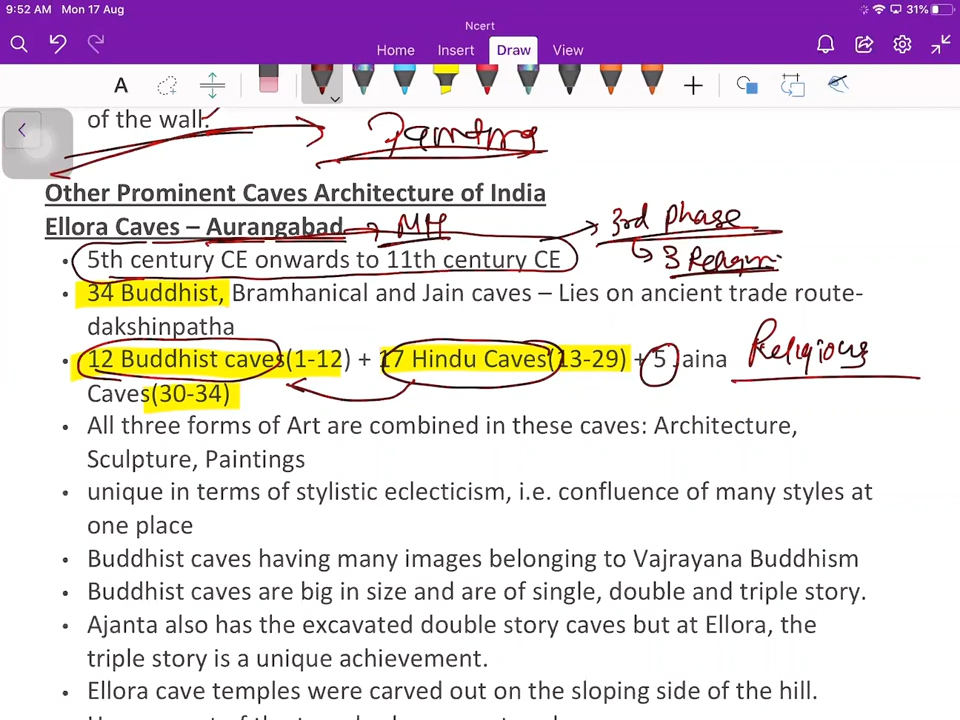 9:52 AM Mon 17 Aug
31%
Ncert
Home Insert Draw View
A
of the wall.
Painting
Other Prominent Caves Architecture of India
Ellora Caves – Aurangabad
MH
3rd phase
3 Religion
• 5th century CE onwards to 11th century CE
• 34 Buddhist, Bramhanical and Jain caves – Lies on ancient trade route-
dakshinpatha
• 12 Buddhist caves(1-12) + 17 Hindu Caves(13-29) + 5 Jaina
Religious
Caves(30-34)
• All three forms of Art are combined in these caves: Architecture,
Sculpture, Paintings
• unique in terms of stylistic eclecticism, i.e. confluence of many styles at
one place
• Buddhist caves having many images belonging to Vajrayana Buddhism
• Buddhist caves are big in size and are of single, double and triple story.
• Ajanta also has the excavated double story caves but at Ellora, the
triple story is a unique achievement.
• Ellora cave temples were carved out on the sloping side of the hill.